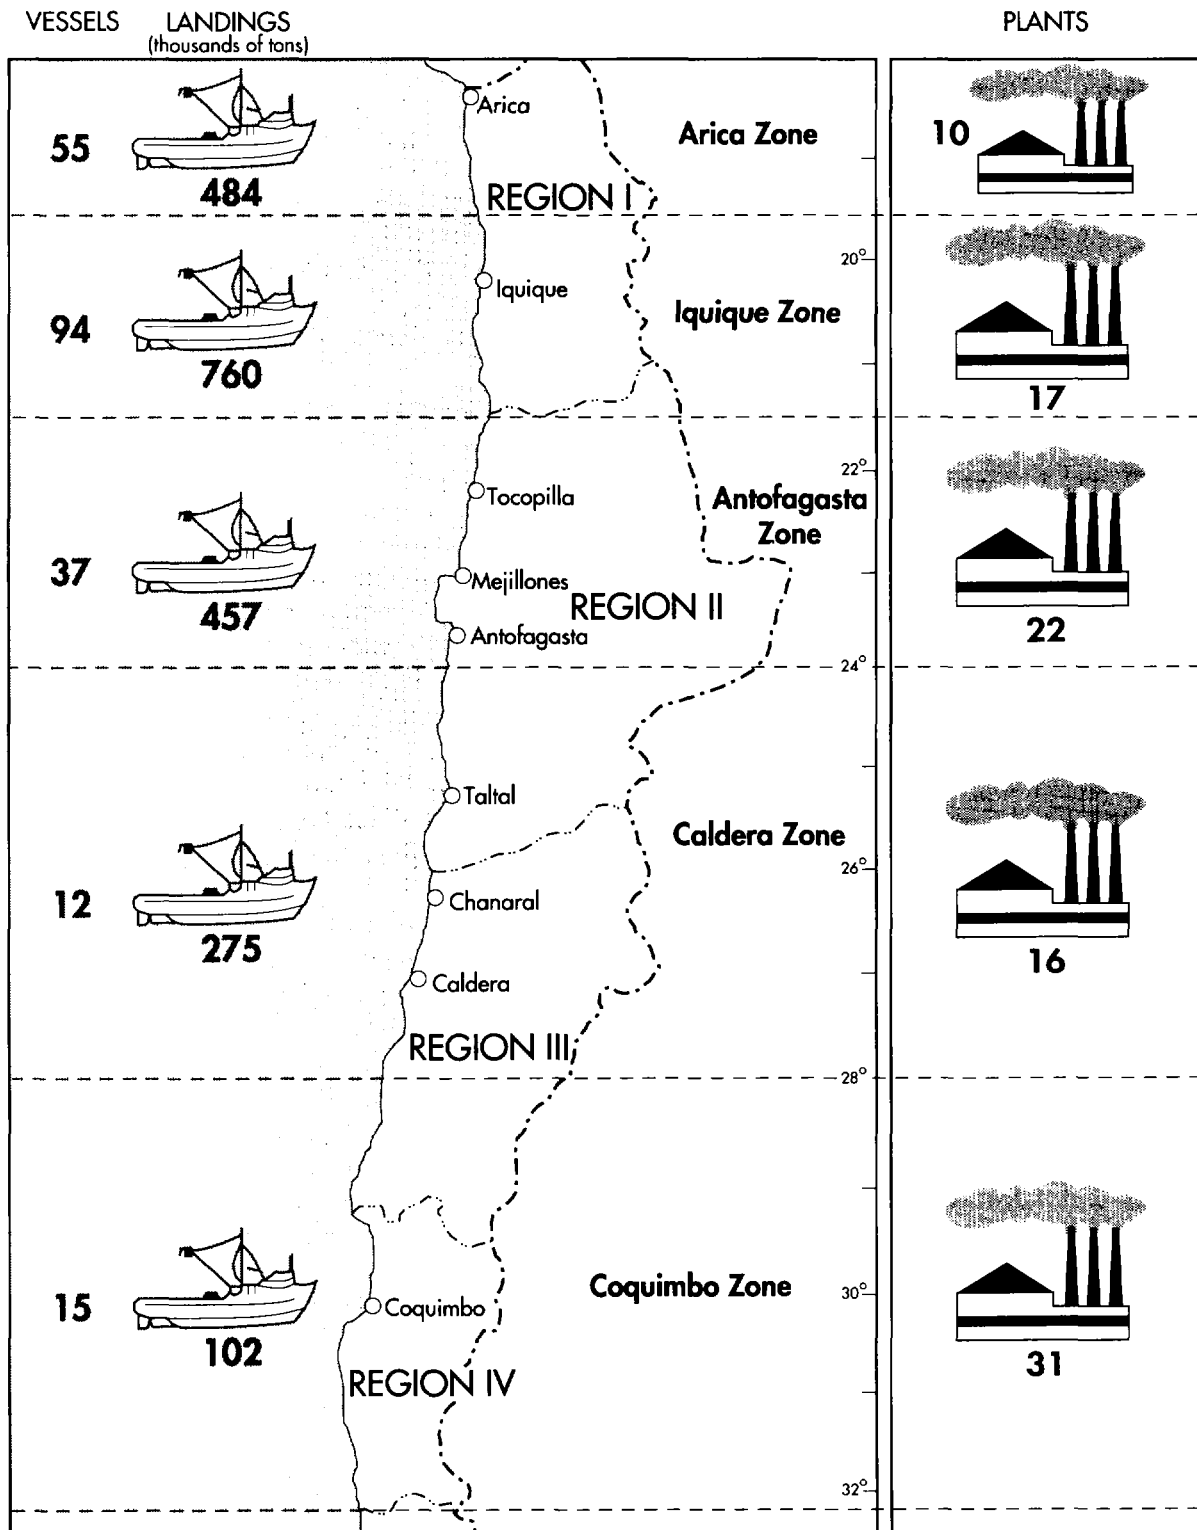 VESSELS LANDINGS PLANTS
(thousands of tons)
Arica
Arica Zone
10
55
484
REGION I
20°
Iquique
Iquique Zone
94
760
17
22°
Tocopilla
Antofagasta
Zone
37
Mejillones
457
REGION II
22
Antofagasta
24°
Taltal
Caldera Zone
26°
12
Chanaral
275
16
Caldera
REGION III
28°
Coquimbo Zone
30°
15
Coquimbo
102
31
REGION IV
32°